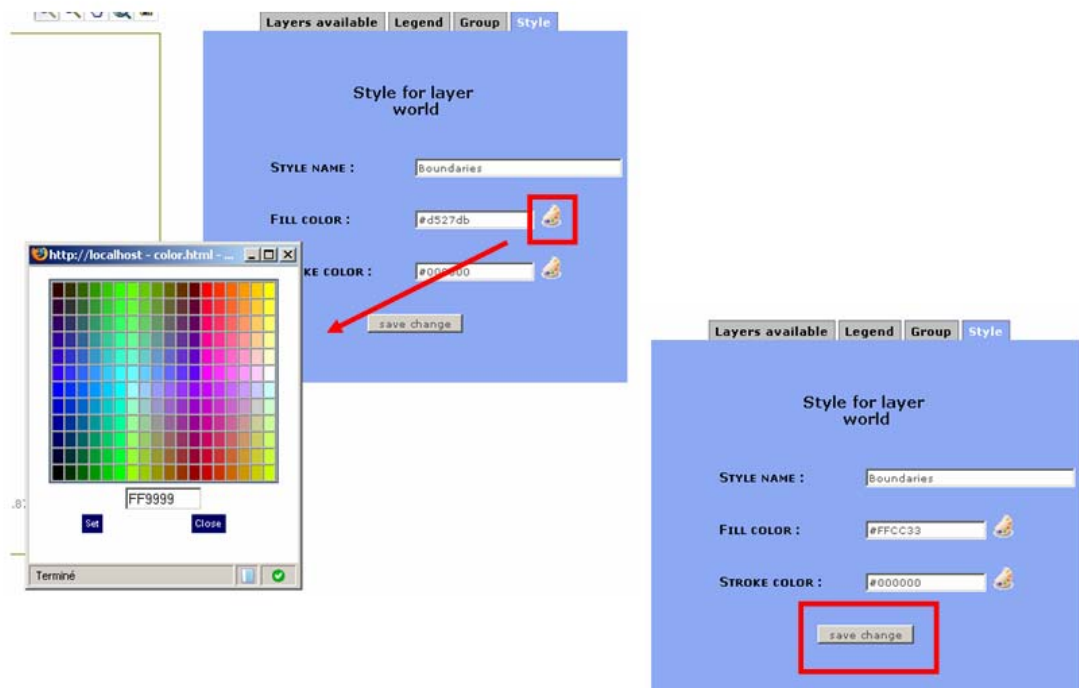 Layers available Legend Group Style
Style for layer
world
STYLE NAME : Boundaries
FILL COLOR : #d527db
KE COLOR : #000000
save change
http://localhost - color.html - ...
FF9999
Set Close
Terminé
Layers available Legend Group Style
Style for layer
world
STYLE NAME : Boundaries
FILL COLOR : #FFCC33
STROKE COLOR : #000000
save change